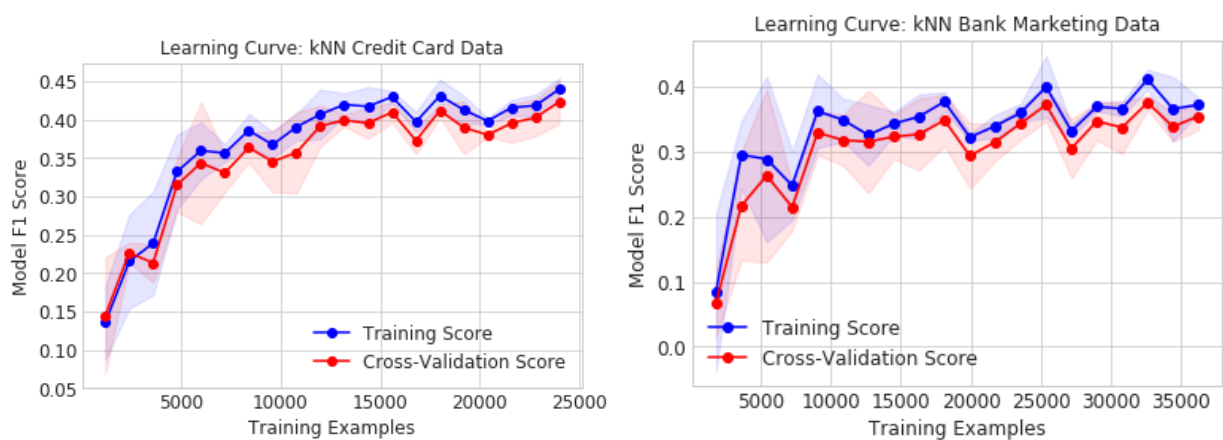 Learning Curve: kNN Credit Card Data
0.45
0.40
0.35
0.30
0.25
0.20
0.15
0.10
0.05
Model F1 Score
Training Score
Cross-Validation Score
5000 10000 15000 20000 25000
Training Examples
Learning Curve: kNN Bank Marketing Data
0.4
0.3
0.2
0.1
0.0
Model F1 Score
Training Score
Cross-Validation Score
5000 10000 15000 20000 25000 30000 35000
Training Examples